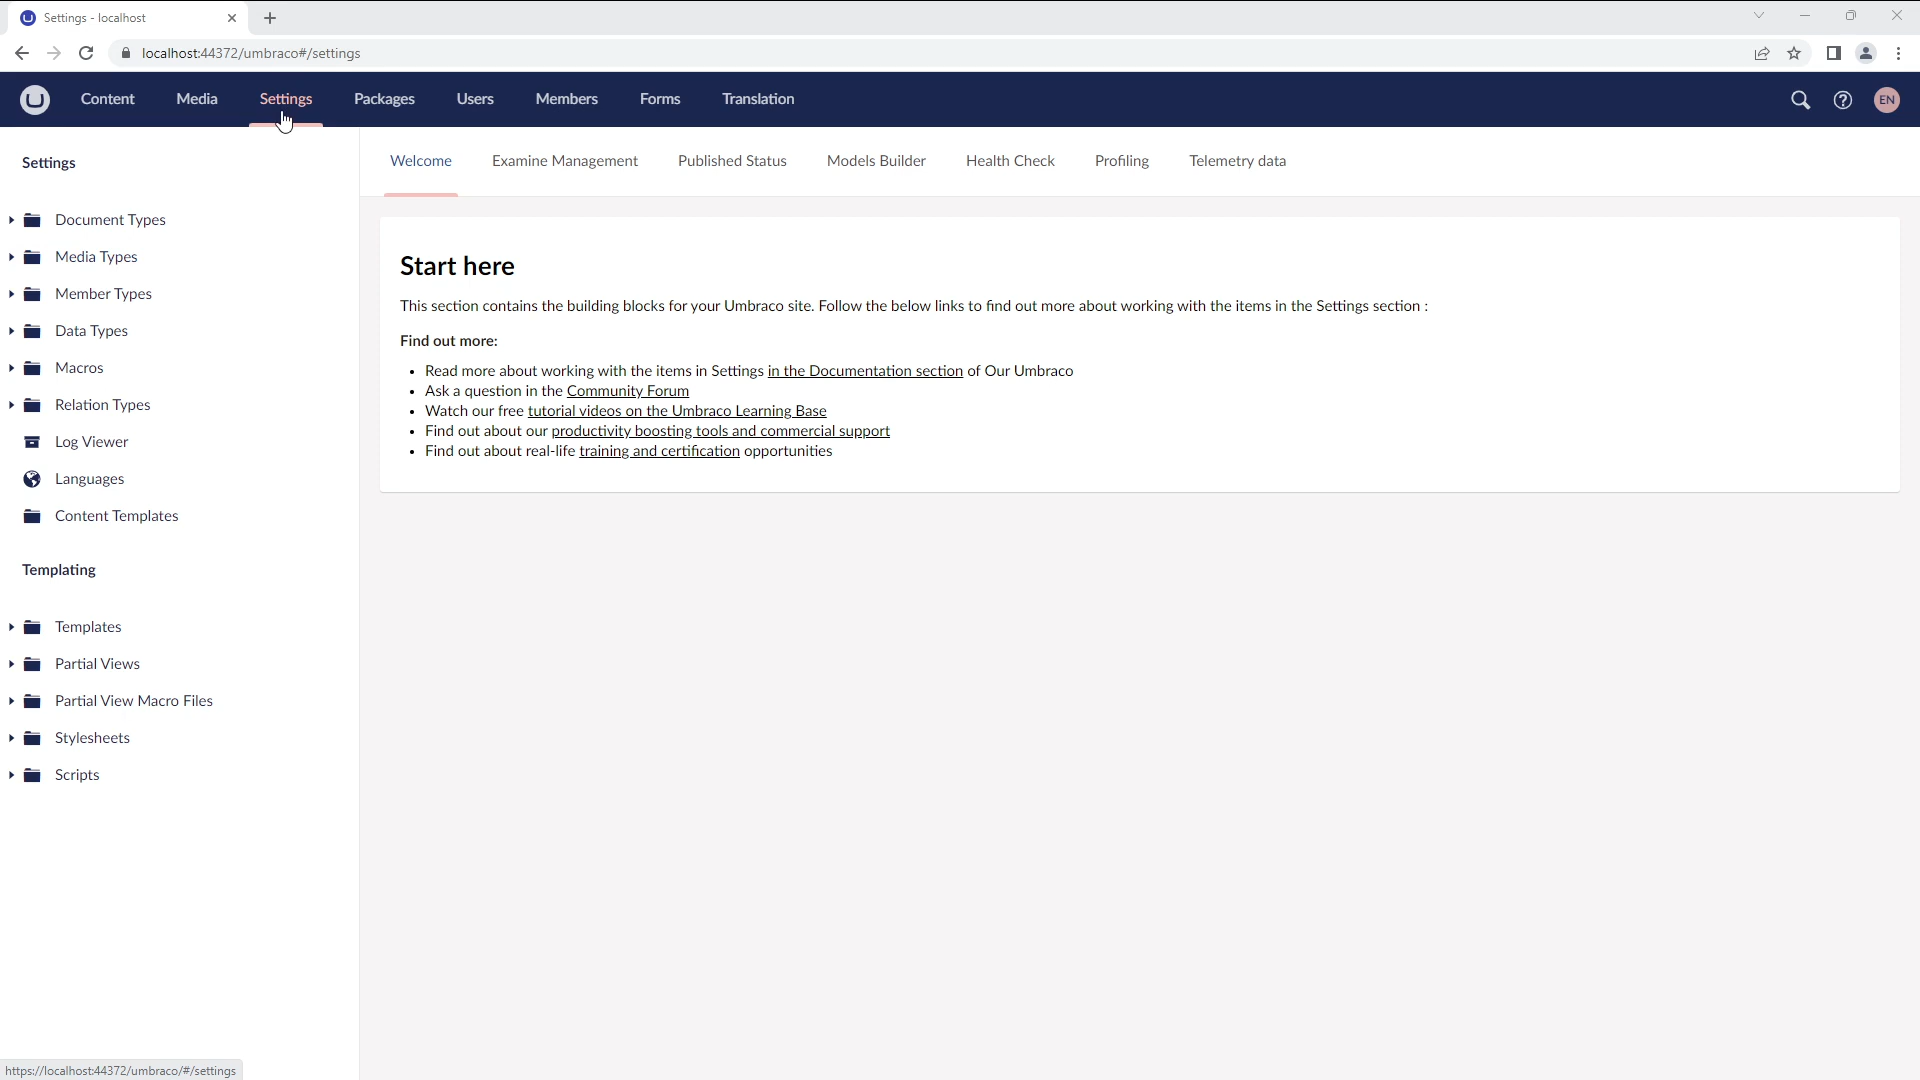 Settings - localhost
localhost:44372/umbraco#/settings
Content Media Settings Packages Users Members Forms Translation EN
Settings
Welcome Examine Management Published Status Models Builder Health Check Profiling Telemetry data
Document Types
Media Types
Member Types
Data Types
Macros
Relation Types
Log Viewer
Languages
Content Templates
Templating
Templates
Partial Views
Partial View Macro Files
Stylesheets
Scripts
Start here
This section contains the building blocks for your Umbraco site. Follow the below links to find out more about working with the items in the Settings section :
Find out more:
• Read more about working with the items in Settings in the Documentation section of Our Umbraco
• Ask a question in the Community Forum
• Watch our free tutorial videos on the Umbraco Learning Base
• Find out about our productivity boosting tools and commercial support
• Find out about real-life training and certification opportunities
https://localhost:44372/umbraco/#/settings